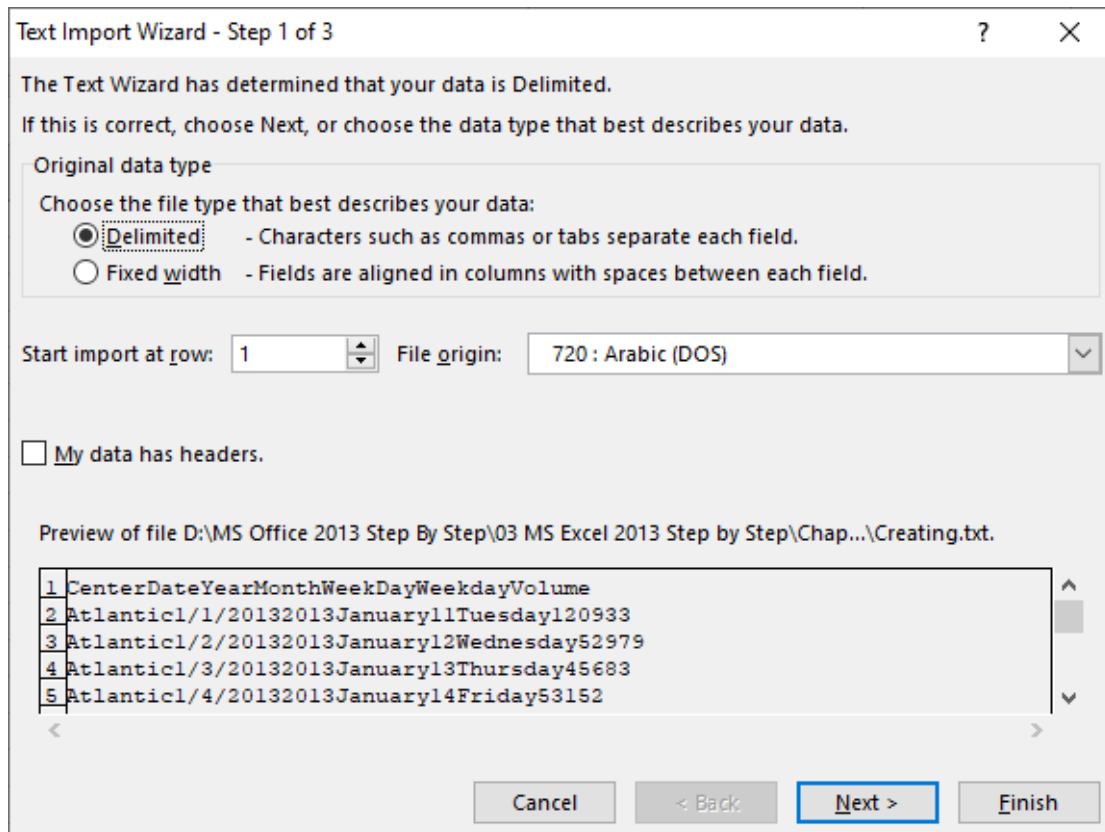 Text Import Wizard - Step 1 of 3 ?
The Text Wizard has determined that your data is Delimited.
If this is correct, choose Next, or choose the data type that best describes your data.
Original data type
Choose the file type that best describes your data:
Delimited - Characters such as commas or tabs separate each field.
Fixed width - Fields are aligned in columns with spaces between each field.
Start import at row: 1 File origin: 720 : Arabic (DOS)
My data has headers.
Preview of file D:\MS Office 2013 Step By Step\03 MS Excel 2013 Step by Step\Chap...\Creating.txt.
1 CenterDateYearMonthWeekDayWeekdayVolume
2 Atlantic1/1/20132013January11Tuesday120933
3 Atlantic1/2/20132013January12Wednesday52979
4 Atlantic1/3/20132013January13Thursday45683
5 Atlantic1/4/20132013January14Friday53152
Cancel < Back Next > Finish